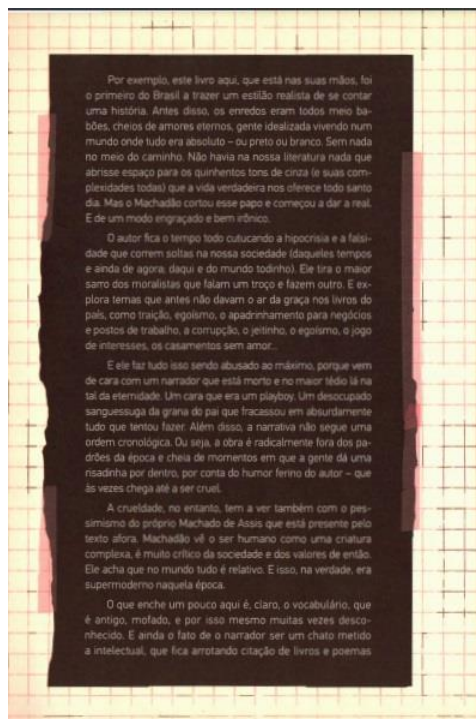 Por exemplo, este livro aqui, que está nas suas mãos, foi
o primeiro do Brasil a trazer um estilão realista de se contar
uma história. Antes disso, os enredos eram todos meio ba-
bões, cheios de amores eternos, gente idealizada vivendo num
mundo onde tudo era absoluto – ou preto ou branco. Sem nada
no meio do caminho. Não havia na nossa literatura nada que
abrisse espaço para os quinhentos tons de cinza (e suas com-
plexidades todas) que a vida verdadeira nos oferece todo santo
dia. Mas o Machadão cortou esse papo e começou a dar a real.
E de um modo engraçado e bem irônico.
O autor fica o tempo todo cutucando a hipocrisia e a falsi-
dade que correm soltas na nossa sociedade (daqueles tempos
e ainda de agora; daqui e do mundo todinho). Ele tira o maior
sarro dos moralistas que falam um troço e fazem outro. E ex-
plora temas que antes não davam o ar da graça nos livros do
país, como traição, egoísmo, o apadrinhamento para negócios
e postos de trabalho, a corrupção, o jeitinho, o egoísmo, o jogo
de interesses, os casamentos sem amor...
E ele faz tudo isso sendo abusado ao máximo, porque vem
de cara com um narrador que está morto e no maior tédio lá na
tal da eternidade. Um cara que era um playboy. Um desocupado
sanguessuga da grana do pai que fracassou em absurdamente
tudo que tentou fazer. Além disso, a narrativa não segue uma
ordem cronológica. Ou seja, a obra é radicalmente fora dos pa-
drões da época e cheia de momentos em que a gente dá uma
risadinha por dentro, por conta do humor ferino do autor – que
às vezes chega até a ser cruel.
A crueldade, no entanto, tem a ver também com o pes-
simismo do próprio Machado de Assis que está presente pelo
texto afora. Machadão vê o ser humano como uma criatura
complexa, é muito crítico da sociedade e dos valores de então.
Ele acha que no mundo tudo é relativo. E isso, na verdade, era
supermoderno naquela época.
O que enche um pouco aqui é, claro, o vocabulário, que
é antigo, mofado, e por isso mesmo muitas vezes desco-
nhecido. E ainda o fato de o narrador ser um chato metido
a intelectual, que fica arrotando citação de livros e poemas